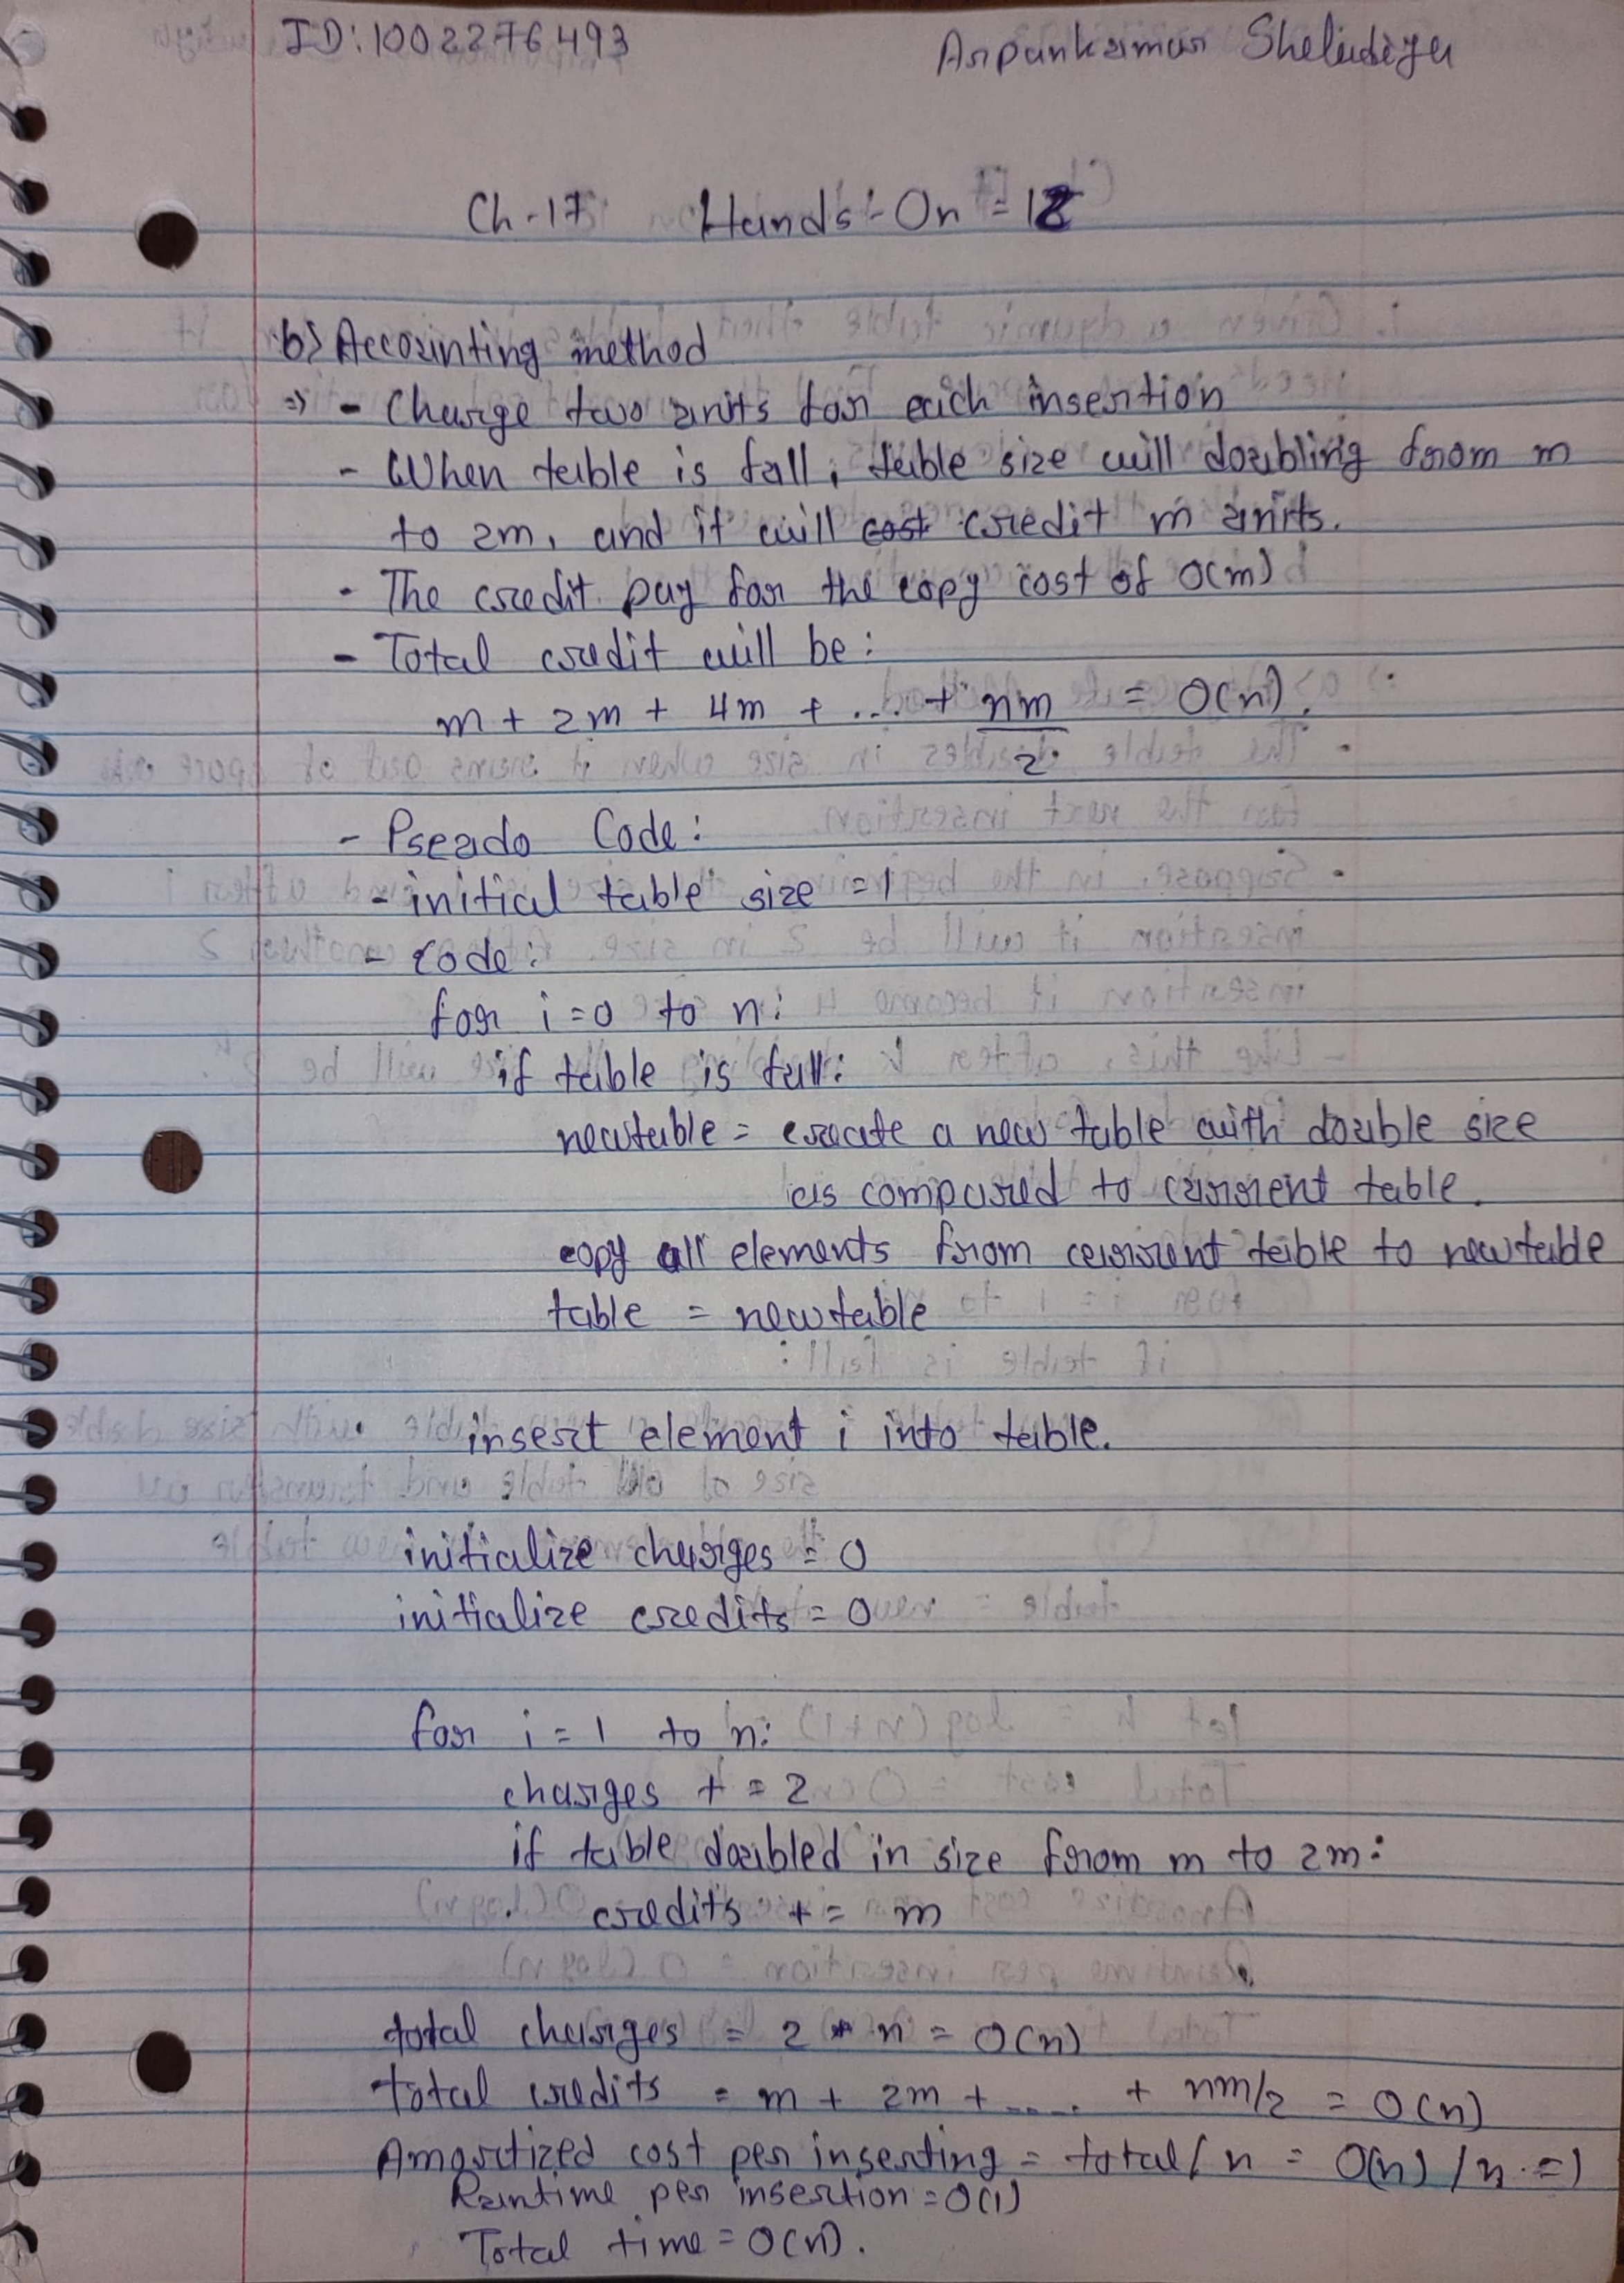 ID:1002276493 Arpankumar Sheladiya
Ch-17 Hands-On - 12
b) Accounting method
⇒ - Charge two units for each insertion
- When table is full, table size will doubling from m
to 2m, and it will cost credit m units.
- The credit pay for the copy cost of O(m)
- Total credit will be:
m + 2m + 4m + ... + nm/2 = O(n).
- Pseudo Code:
- initial table size = 1
- code:
for i=0 to n:
if table is full:
newtable = create a new table with double size
as compared to current table.
copy all elements from current table to newtable
table = newtable
insert element i into table.
initialize charges = 0
initialize credits = 0
for i = 1 to n:
charges += 2
if table doubled in size from m to 2m:
credits += m
total charges = 2 * n = O(n)
total credits = m + 2m + ..... + nm/2 = O(n)
Amortized cost per inserting = total / n = O(n) / n = 1
Runtime per insertion = O(1)
Total time = O(n).